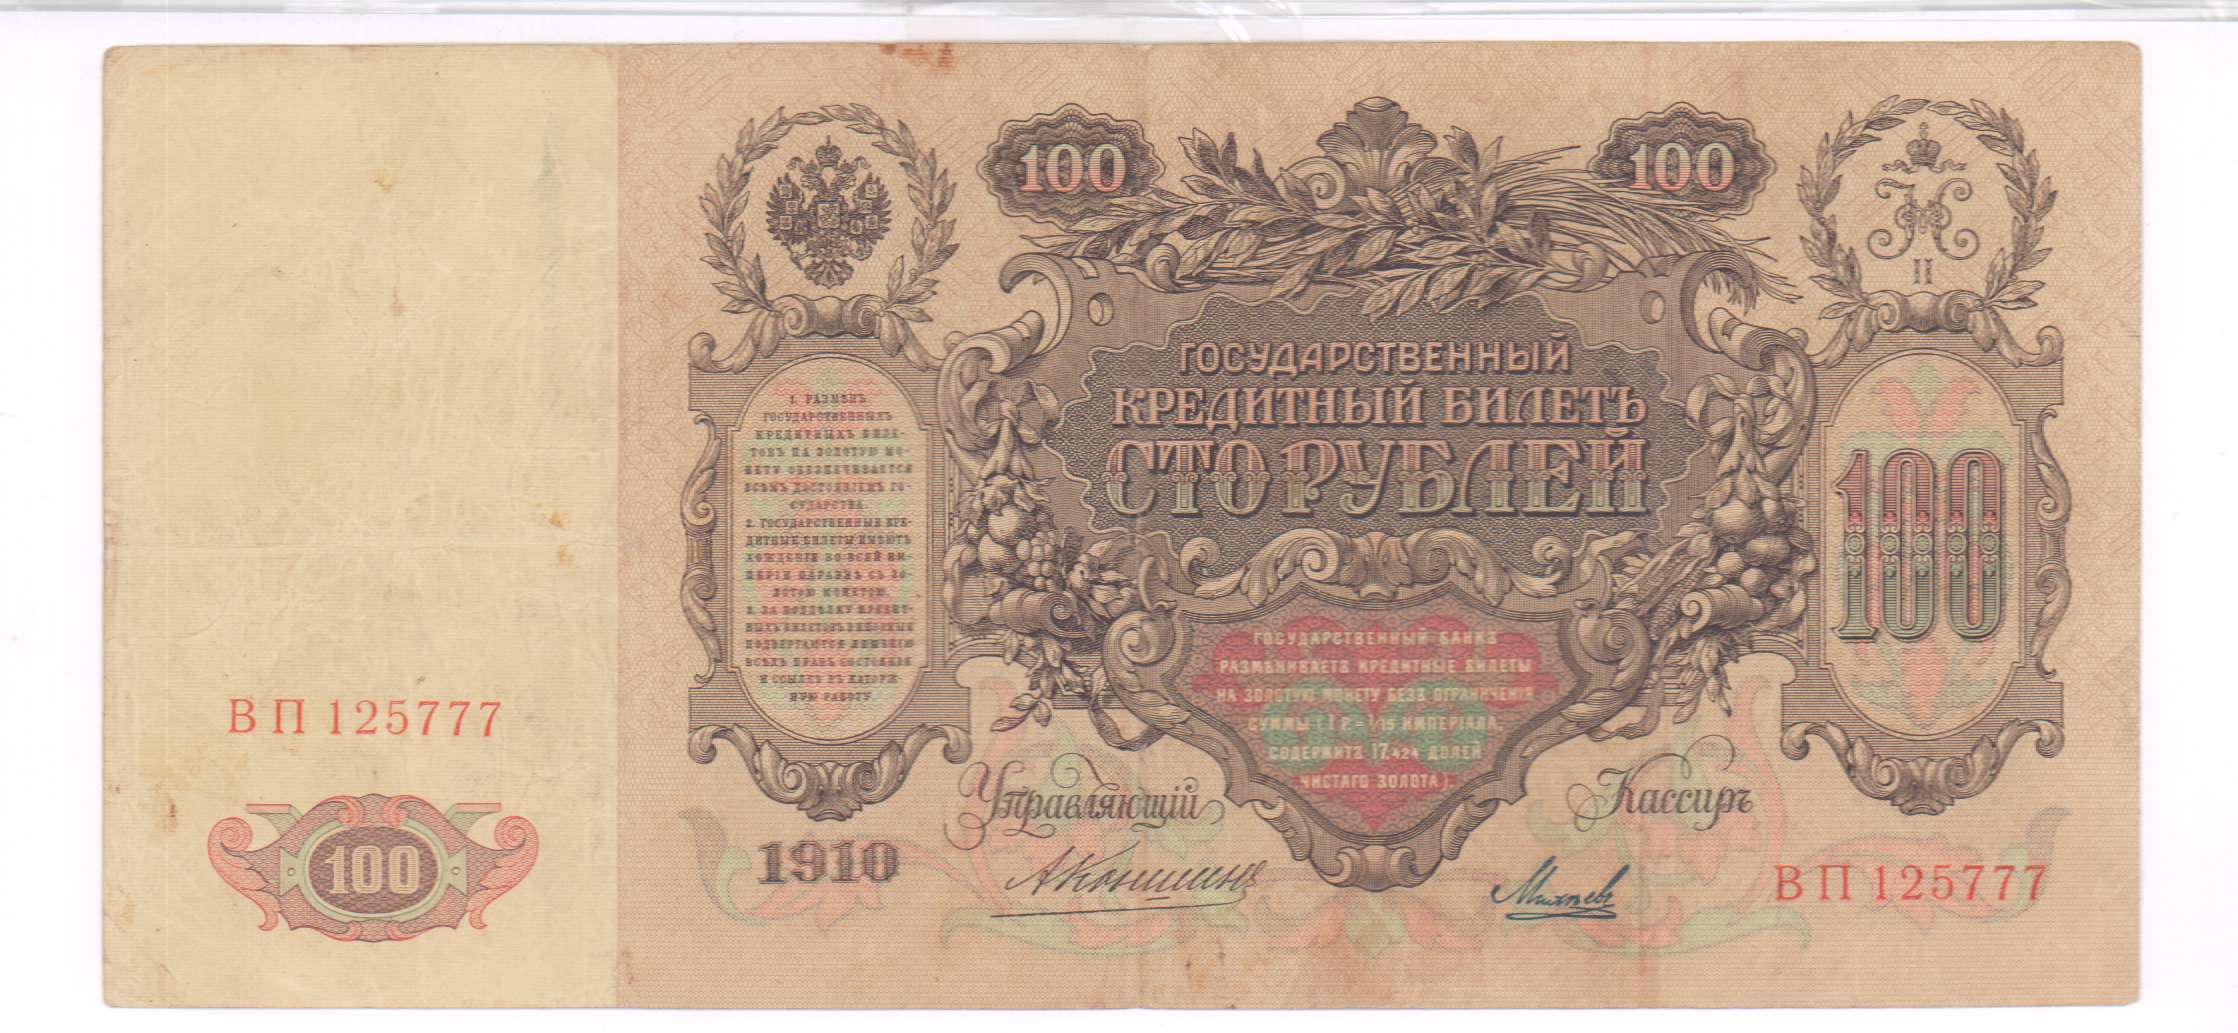 100
100
Н
II
ГОСУДАРСТВЕННЫЙ
КРЕДИТНЫЙ БИЛЕТЪ
СТО РУБЛЕЙ
1. РАЗМѢНЪ
ГОСУДАРСТВЕННЫХЪ
КРЕДИТНЫХЪ БИЛЕ-
ТОВЪ НА ЗОЛОТУЮ МО-
НЕТУ ОБЕЗПЕЧИВАЕТСЯ
ВСѢМЪ ДОСТОЯНІЕМЪ ГО-
СУДАРСТВА.
2. ГОСУДАРСТВЕННЫЕ КРЕ-
ДИТНЫЕ БИЛЕТЫ ИМѢЮТЪ
ХОЖДЕНІЕ ВО ВСЕЙ ИМ-
ПЕРІИ НАРАВНѢ СЪ ЗО-
ЛОТОЮ МОНЕТОЮ.
3. ЗА ПОДДѢЛКУ КРЕДИТ-
НЫХЪ БИЛЕТОВЪ ВИНОВНЫЕ
ПОДВЕРГАЮТСЯ ЛИШЕНІЮ
ВСѢХЪ ПРАВЪ СОСТОЯНІЯ
И ССЫЛКѢ ВЪ КАТОРЖ-
НУЮ РАБОТУ.
100
ГОСУДАРСТВЕННЫЙ БАНКЪ
РАЗМѢНИВАЕТЪ КРЕДИТНЫЕ БИЛЕТЫ
НА ЗОЛОТУЮ МОНЕТУ БЕЗЪ ОГРАНИЧЕНІЯ
СУММЫ (1 Р. = 1/15 ИМПЕРІАЛА,
СОДЕРЖИТЪ 17,424 ДОЛЕЙ
ЧИСТАГО ЗОЛОТА).
ВП 125777
100
Управляющій
Кассиръ
1910
АКоншинъ
ВП 125777